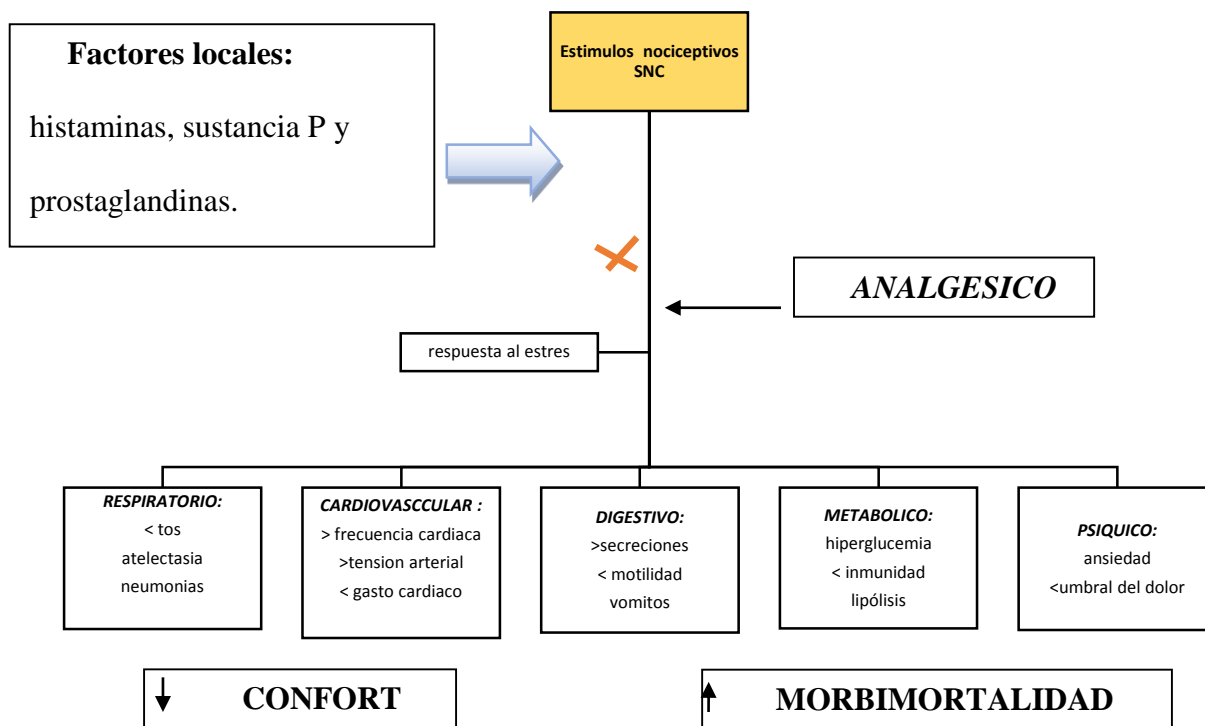 Factores locales:
histaminas, sustancia P y
prostaglandinas.
Estimulos nociceptivos
SNC
ANALGESICO
respuesta al estres
RESPIRATORIO:
< tos
atelectasia
neumonias
CARDIOVASCCULAR :
> frecuencia cardiaca
>tension arterial
< gasto cardiaco
DIGESTIVO:
>secreciones
< motilidad
vomitos
METABOLICO:
hiperglucemia
< inmunidad
lipólisis
PSIQUICO:
ansiedad
<umbral del dolor
CONFORT
MORBIMORTALIDAD